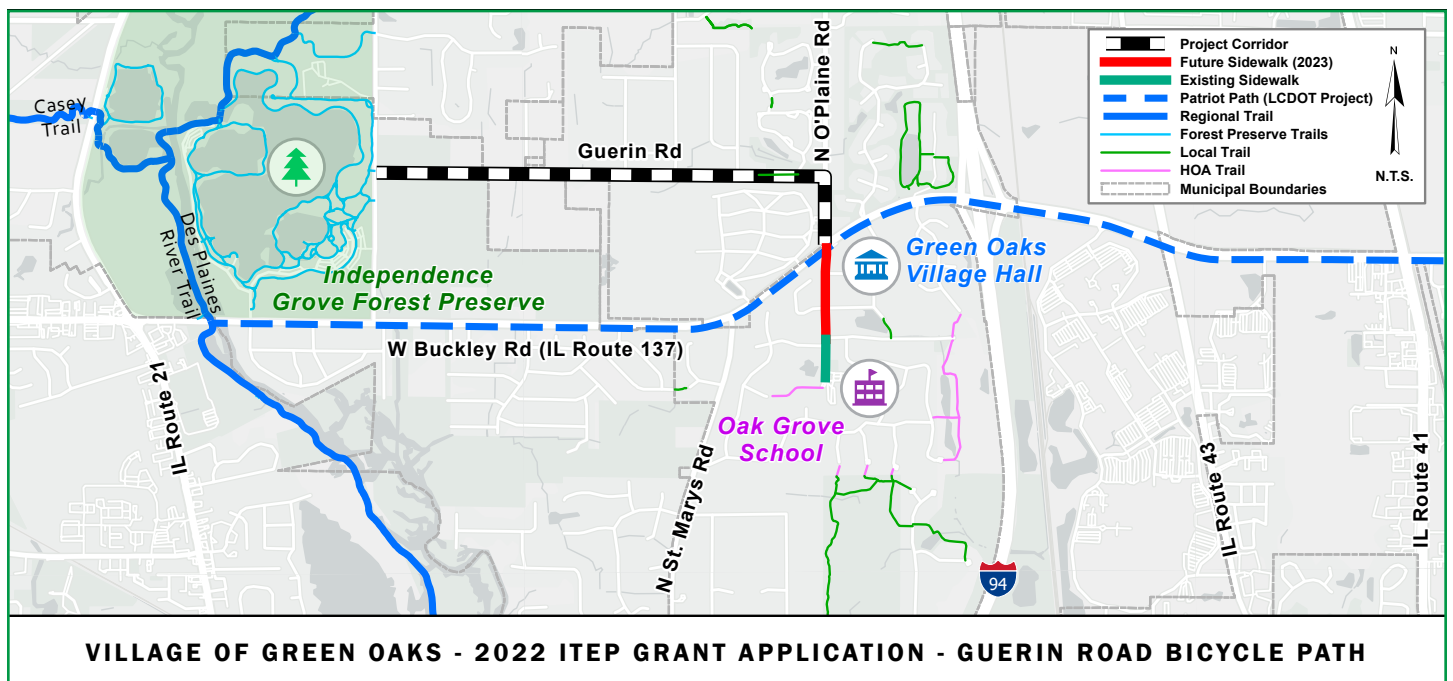 Project Corridor
Future Sidewalk (2023)
Existing Sidewalk
Patriot Path (LCDOT Project)
Regional Trail
Forest Preserve Trails
Local Trail
HOA Trail
Municipal Boundaries
N
N.T.S.
Casey
Trail
Guerin Rd
N O'Plaine Rd
Des Plaines
River Trail
Independence
Grove Forest Preserve
Green Oaks
Village Hall
W Buckley Rd (IL Route 137)
IL Route 21
Oak Grove
School
N St. Marys Rd
IL Route 43
IL Route 41
94
VILLAGE OF GREEN OAKS - 2022 ITEP GRANT APPLICATION - GUERIN ROAD BICYCLE PATH